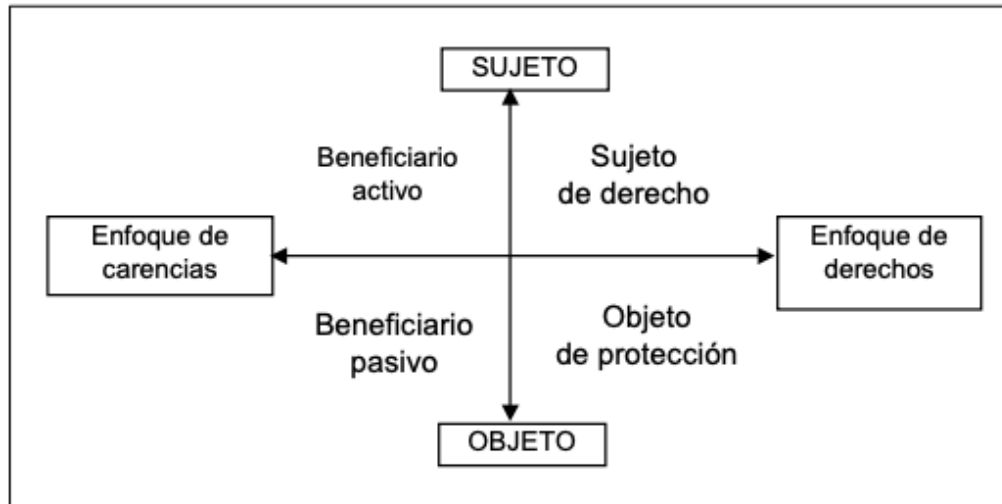 SUJETO
Beneficiario
activo
Sujeto
de derecho
Enfoque de
carencias
Enfoque de
derechos
Beneficiario
pasivo
Objeto
de protección
OBJETO